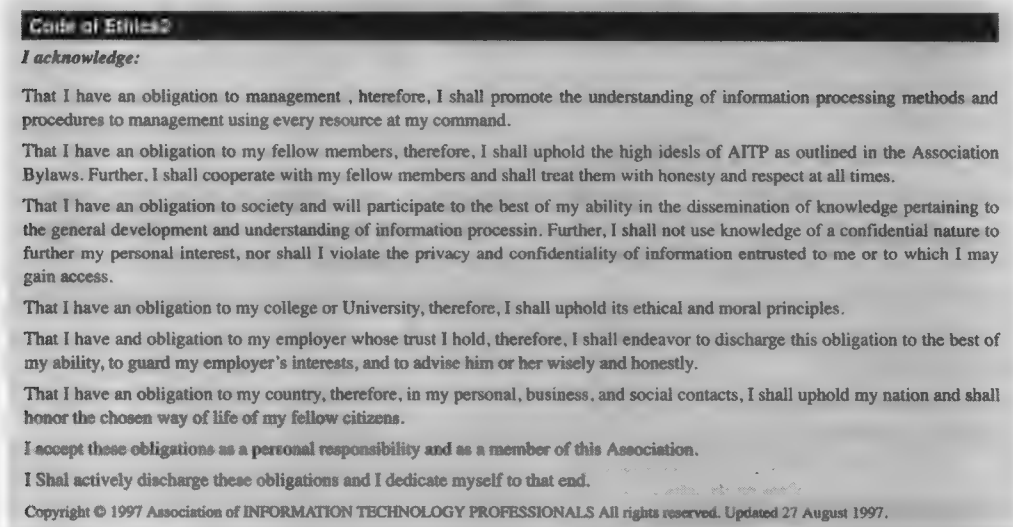 Code of Ethics2
I acknowledge:
That I have an obligation to management , hterefore, I shall promote the understanding of information processing methods and
procedures to management using every resource at my command.
That I have an obligation to my fellow members, therefore, I shall uphold the high idesls of AITP as outlined in the Association
Bylaws. Further, I shall cooperate with my fellow members and shall treat them with honesty and respect at all times.
That I have an obligation to society and will participate to the best of my ability in the dissemination of knowledge pertaining to
the general development and understanding of information processin. Further, I shall not use knowledge of a confidential nature to
further my personal interest, nor shall I violate the privacy and confidentiality of information entrusted to me or to which I may
gain access.
That I have an obligation to my college or University, therefore, I shall uphold its ethical and moral principles.
That I have and obligation to my employer whose trust I hold, therefore, I shall endeavor to discharge this obligation to the best of
my ability, to guard my employer's interests, and to advise him or her wisely and honestly.
That I have an obligation to my country, therefore, in my personal, business, and social contacts, I shall uphold my nation and shall
honor the chosen way of life of my fellow citizens.
I accept these obligations as a personal responsibility and as a member of this Association.
I Shal actively discharge these obligations and I dedicate myself to that end.
Copyright © 1997 Association of INFORMATION TECHNOLOGY PROFESSIONALS All rights reserved. Updated 27 August 1997.